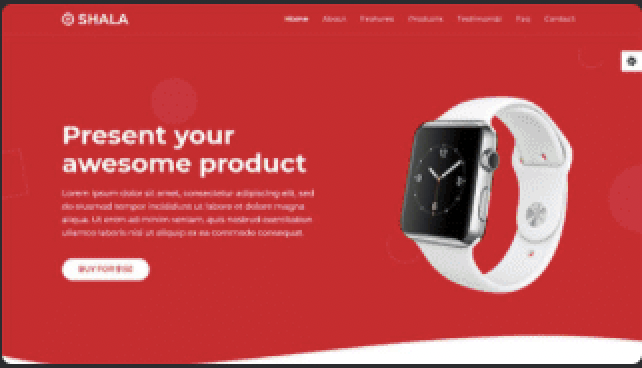 SHALA
Home About Features Products Testimonial Faq Contact
Present your
awesome product
Lorem ipsum dolor sit amet, consectetur adipiscing elit, sed
do eiusmod tempor incididunt ut labore et dolore magna
aliqua. Ut enim ad minim veniam, quis nostrud exercitation
ullamco laboris nisi ut aliquip ex ea commodo consequat.
BUY FOR